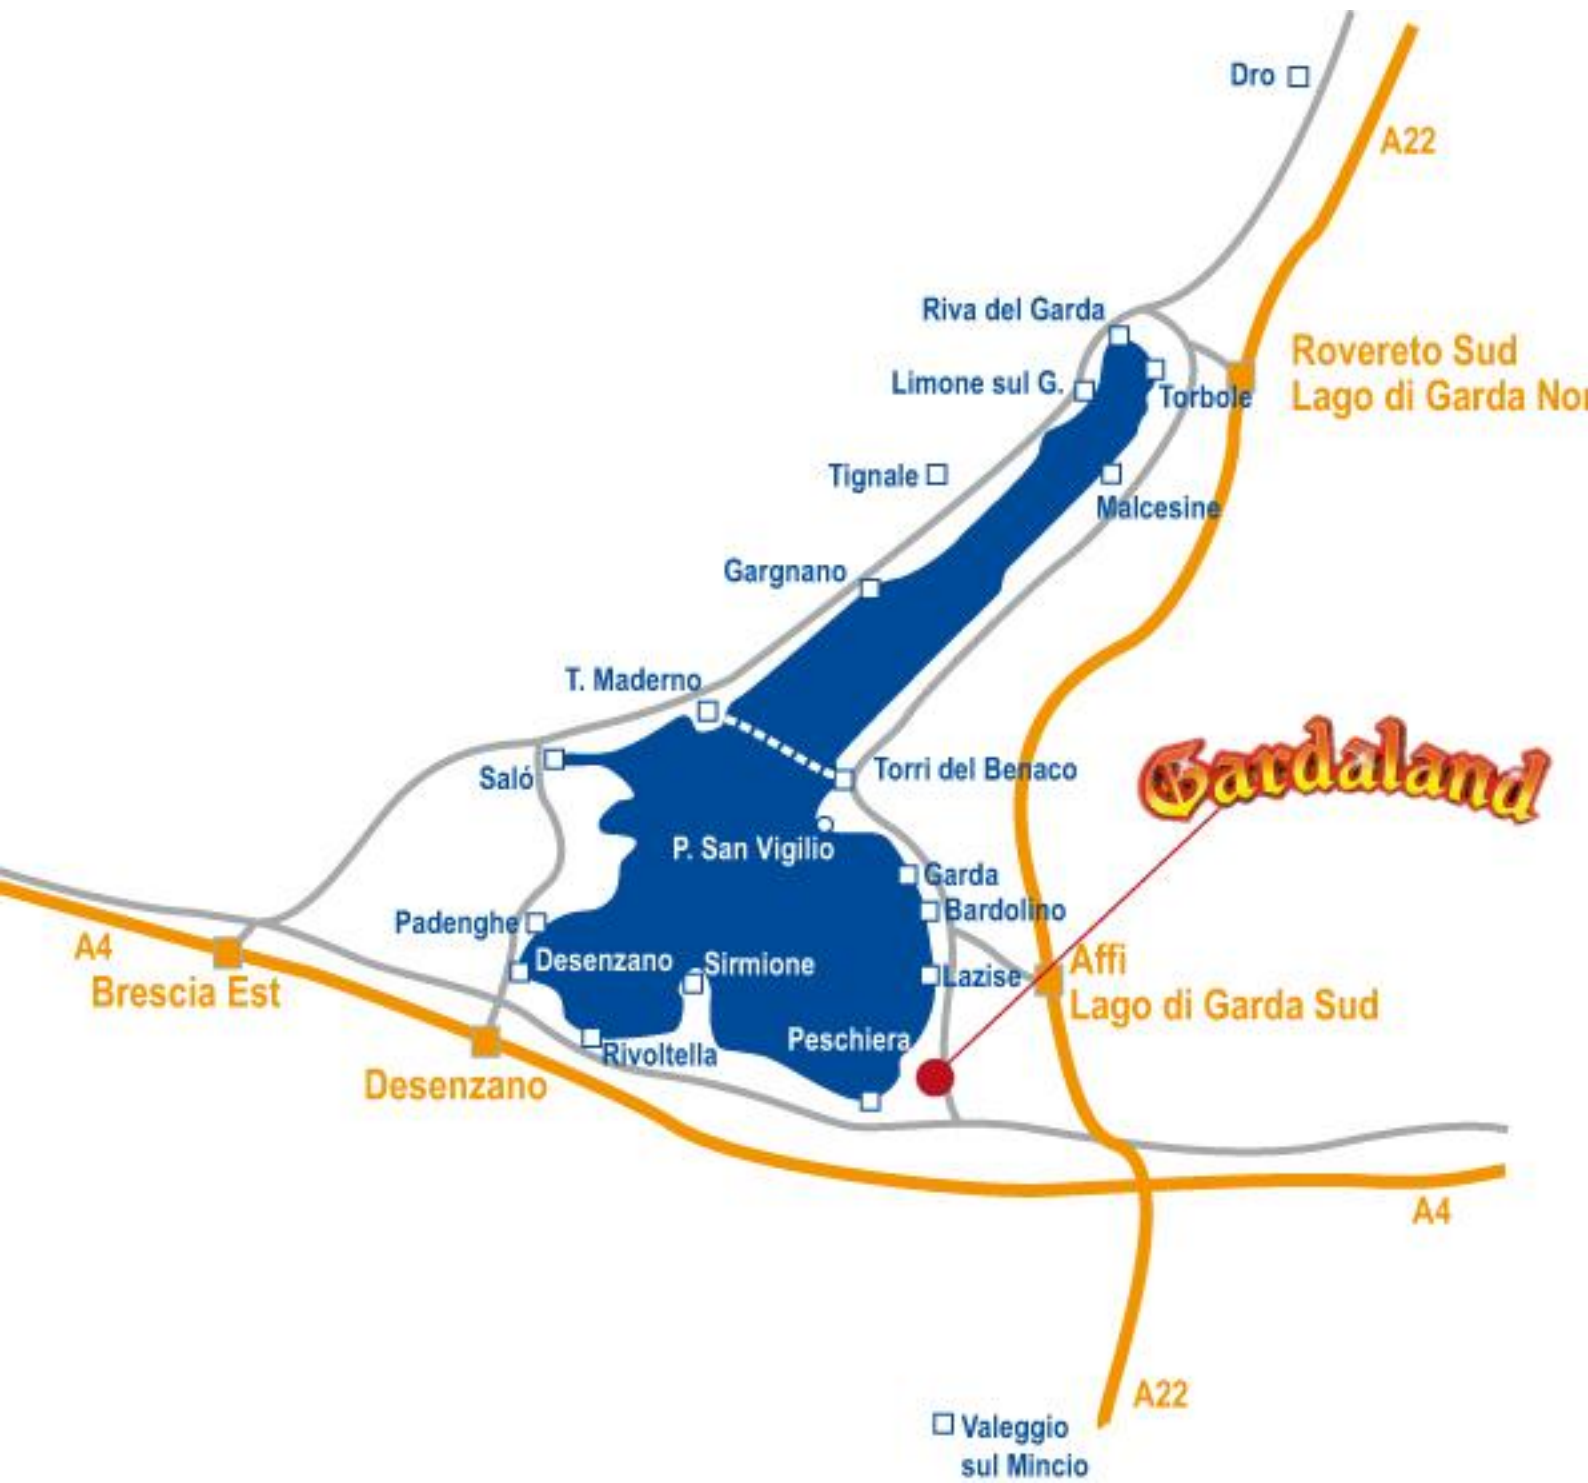 Dro
A22
Riva del Garda
Rovereto Sud
Lago di Garda Nor
Limone sul G.
Torbole
Tignale
Malcesine
Gargnano
T. Maderno
Gardaland
Torri del Benaco
Saló
P. San Vigilio
Garda
Bardolino
Padenghe
A4
Brescia Est
Desenzano
Sirmione
Affi
Lago di Garda Sud
Lazise
Peschiera
Rivoltella
Desenzano
A4
A22
Valeggio
sul Mincio